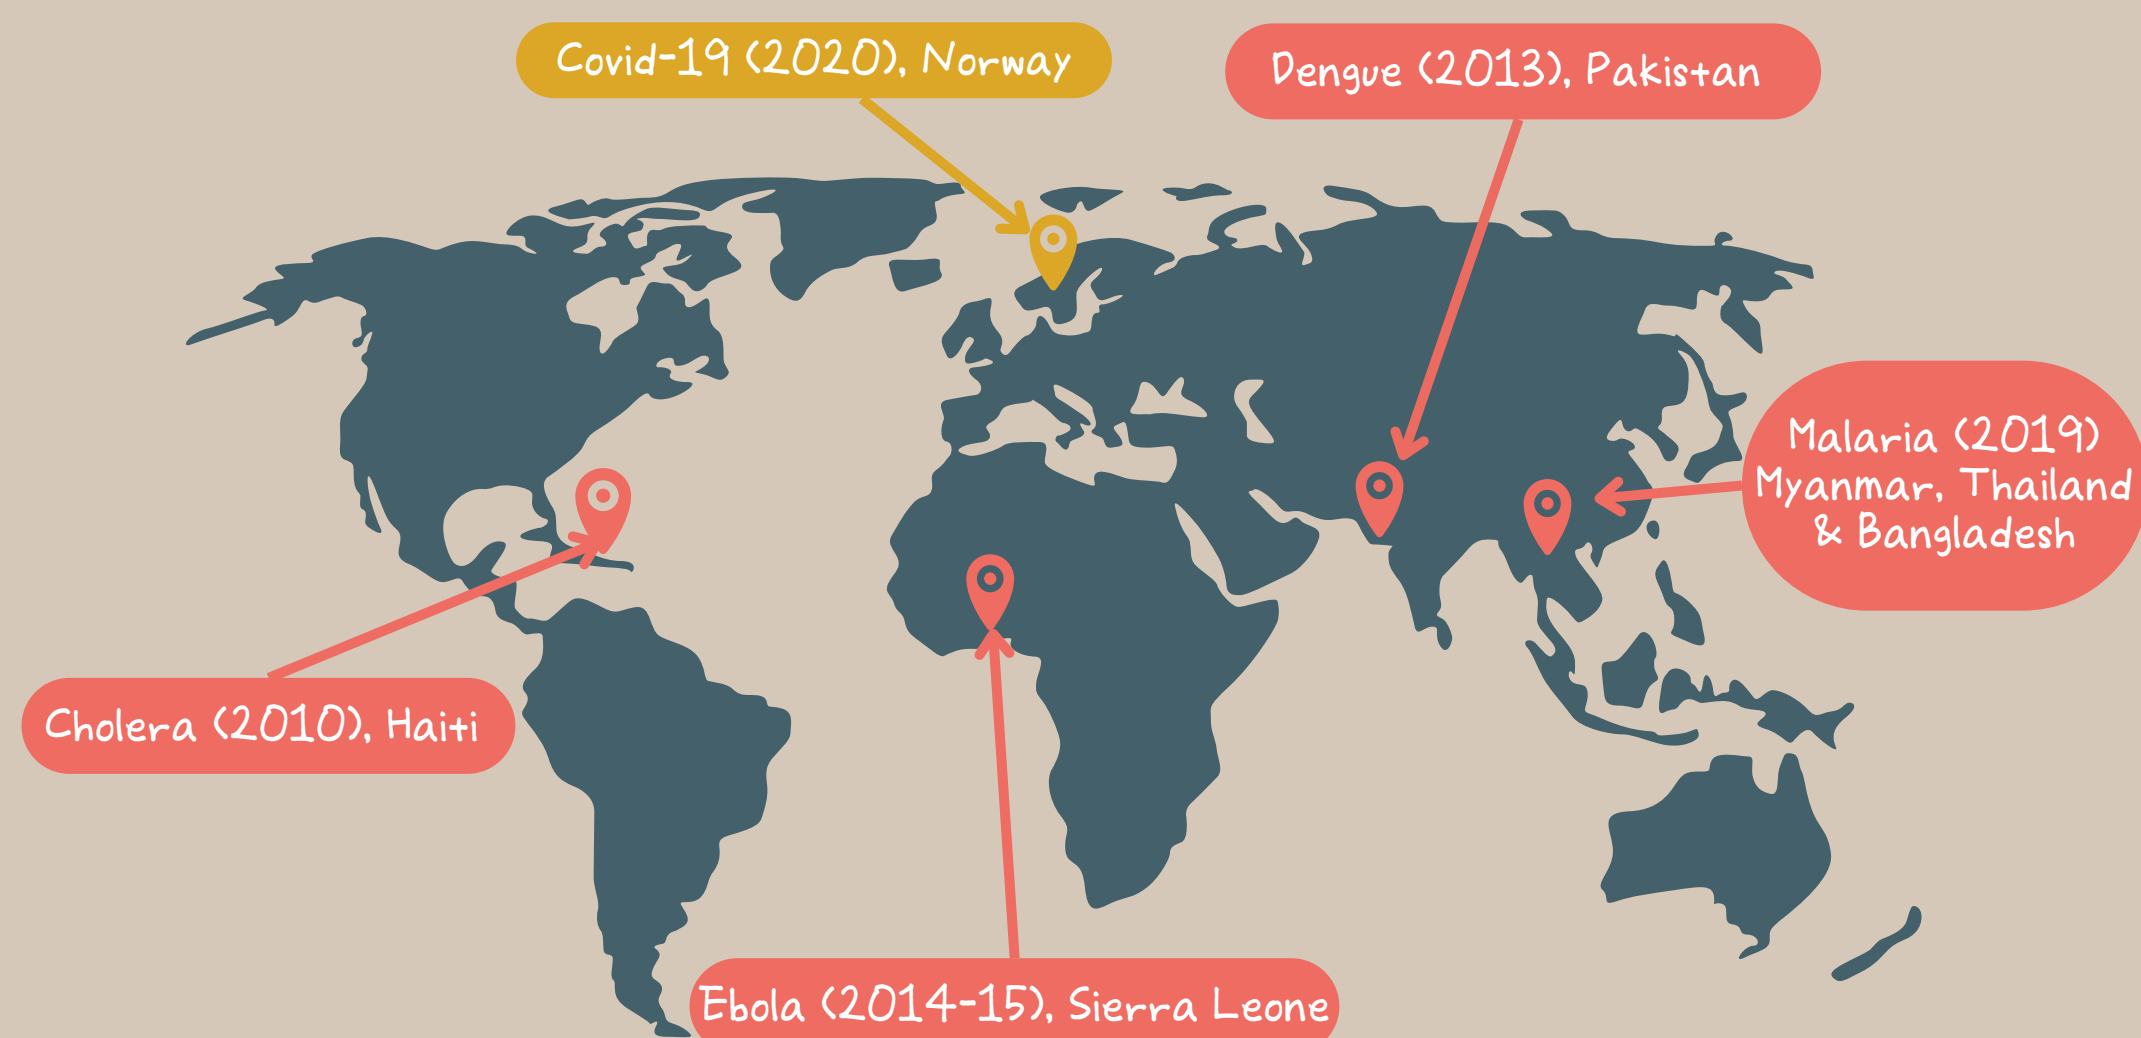 Covid-19 (2020), Norway
Dengue (2013), Pakistan
Malaria (2019)
Myanmar, Thailand
& Bangladesh
Cholera (2010), Haiti
Ebola (2014-15), Sierra Leone